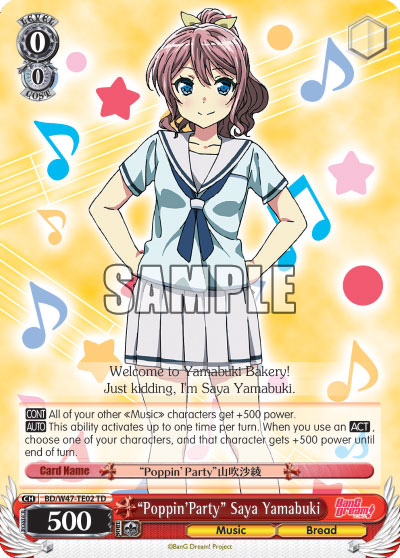 LEVEL
0
0
COST
SAMPLE
Welcome to Yamabuki Bakery!
Just kidding, I'm Saya Yamabuki.
CONT All of your other ≪Music≫ characters get +500 power.
AUTO This ability activates up to one time per turn. When you use an ACT,
choose one of your characters, and that character gets +500 power until
end of turn.
Card Name "Poppin'Party"山吹沙綾
CH BD/W47-TE02 TD
500
"Poppin'Party" Saya Yamabuki
BanG Dream!
Music Bread
©BanG Dream! Project